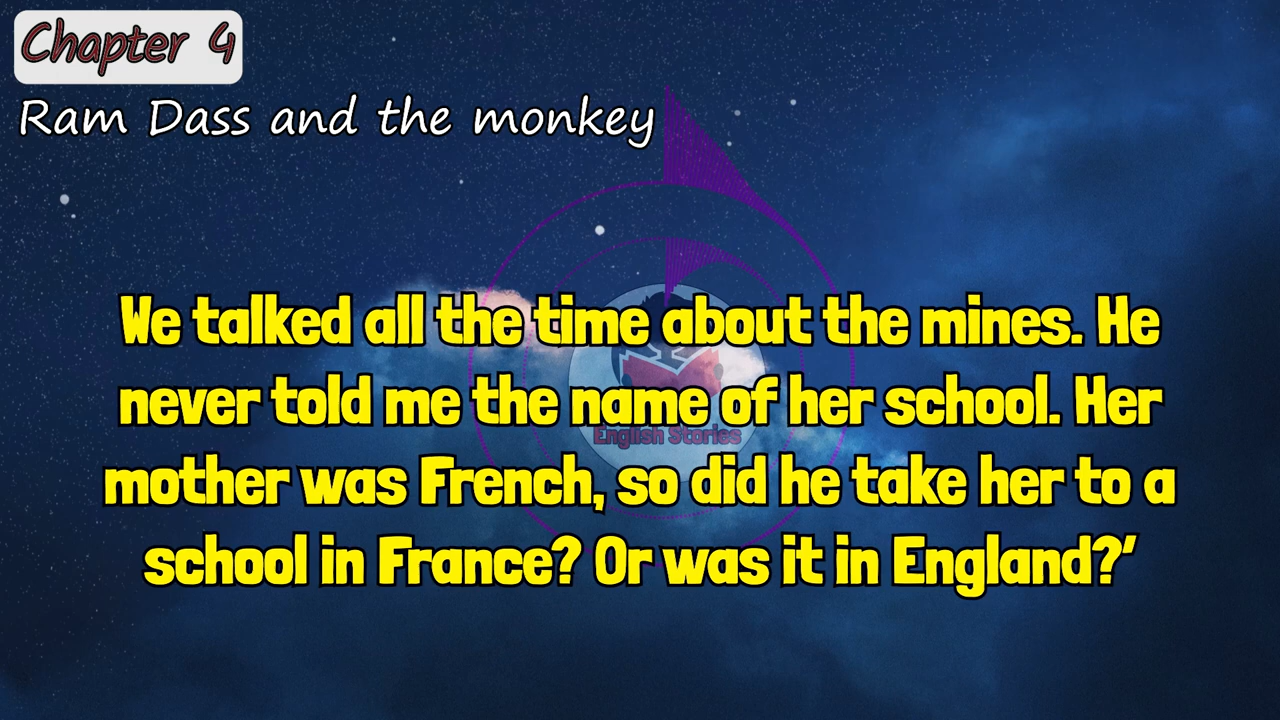 Chapter 4
Ram Dass and the monkey
We talked all the time about the mines. He
never told me the name of her school. Her
mother was French, so did he take her to a
school in France? Or was it in England?’
English Stories